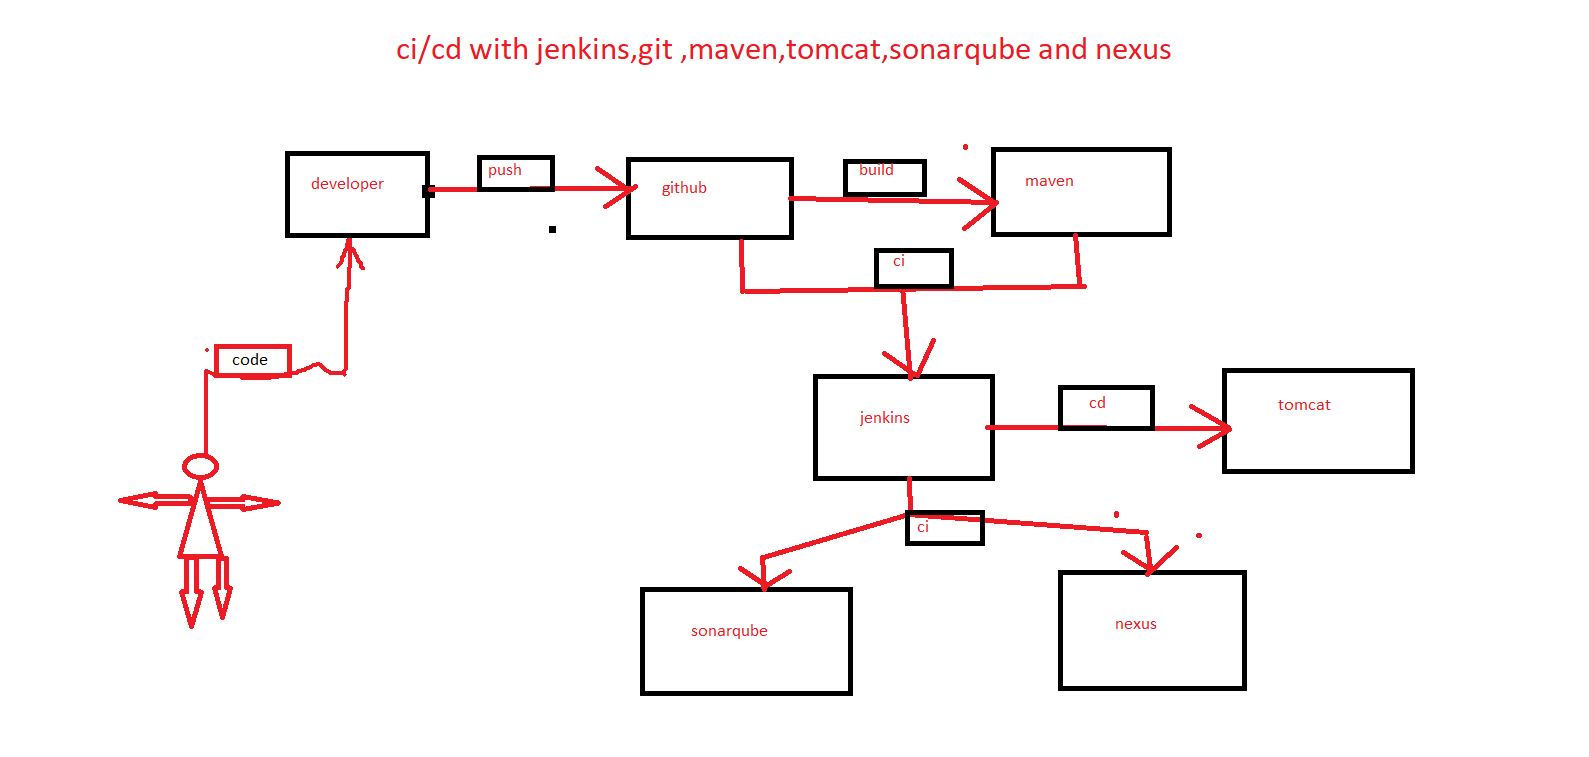 ci/cd with jenkins,git ,maven,tomcat,sonarqube and nexus
developer
push
github
build
maven
ci
code
jenkins
cd
tomcat
ci
sonarqube
nexus